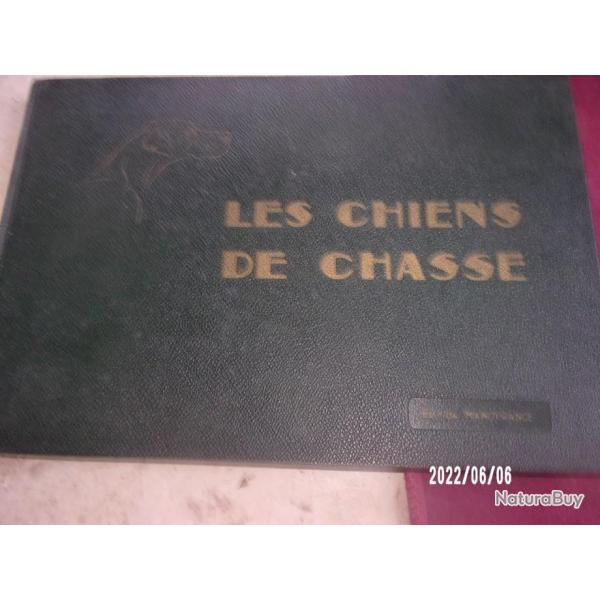 LES CHIENS
DE CHASSE
2022/06/06
NaturaBuy